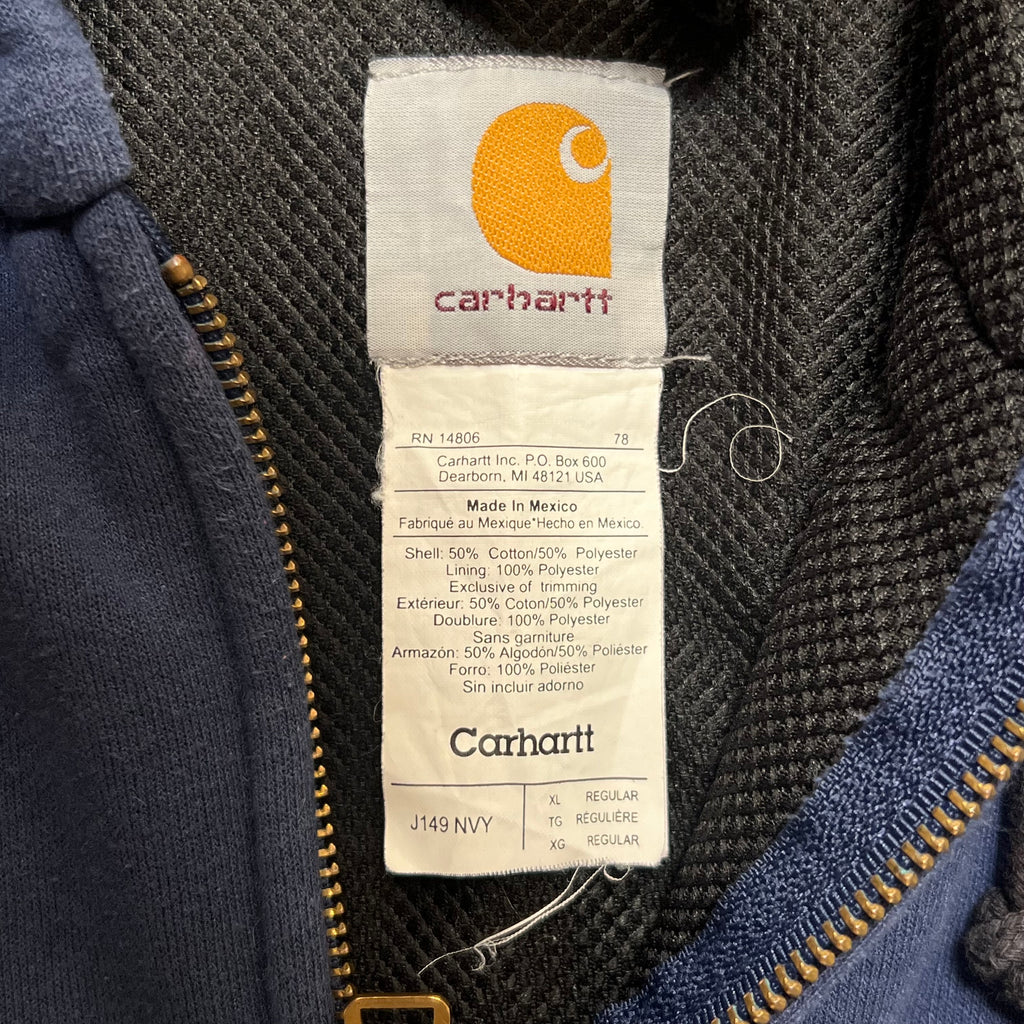 carhartt
RN 14806 78
Carhartt Inc. P.O. Box 600
Dearborn, MI 48121 USA
Made In Mexico
Fabriqué au Mexique*Hecho en México.
Shell: 50% Cotton/50% Polyester
Lining: 100% Polyester
Exclusive of trimming
Extérieur: 50% Coton/50% Polyester
Doublure: 100% Polyester
Sans garniture
Armazón: 50% Algodón/50% Poliéster
Forro: 100% Poliéster
Sin incluir adorno
Carhartt
J149 NVY
XL REGULAR
TG RÉGULIÈRE
XG REGULAR